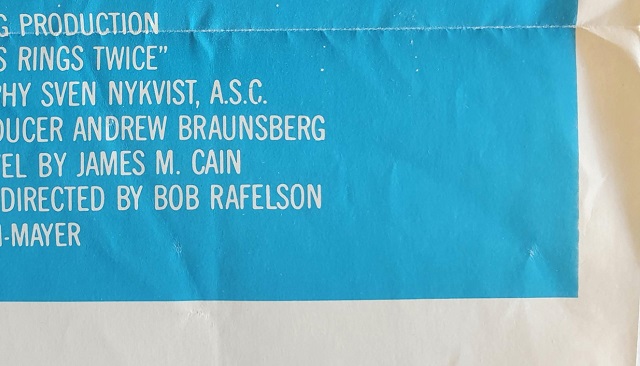 G PRODUCTION
S RINGS TWICE"
PHY SVEN NYKVIST, A.S.C.
DUCER ANDREW BRAUNSBERG
EL BY JAMES M. CAIN
DIRECTED BY BOB RAFELSON
-MAYER